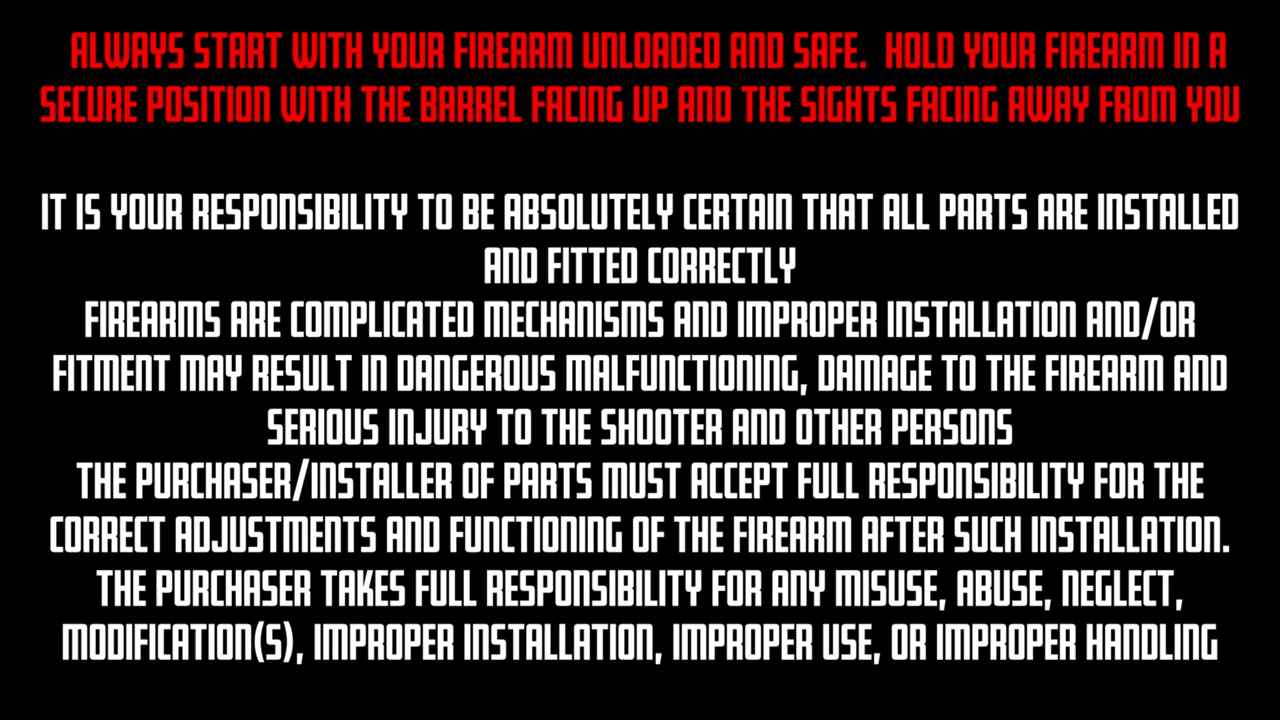 ALWAYS START WITH YOUR FIREARM UNLOADED AND SAFE.  HOLD YOUR FIREARM IN A
SECURE POSITION WITH THE BARREL FACING UP AND THE SIGHTS FACING AWAY FROM YOU
IT IS YOUR RESPONSIBILITY TO BE ABSOLUTELY CERTAIN THAT ALL PARTS ARE INSTALLED
AND FITTED CORRECTLY
FIREARMS ARE COMPLICATED MECHANISMS AND IMPROPER INSTALLATION AND/OR
FITMENT MAY RESULT IN DANGEROUS MALFUNCTIONING, DAMAGE TO THE FIREARM AND
SERIOUS INJURY TO THE SHOOTER AND OTHER PERSONS
THE PURCHASER/INSTALLER OF PARTS MUST ACCEPT FULL RESPONSIBILITY FOR THE
CORRECT ADJUSTMENTS AND FUNCTIONING OF THE FIREARM AFTER SUCH INSTALLATION.
THE PURCHASER TAKES FULL RESPONSIBILITY FOR ANY MISUSE, ABUSE, NEGLECT,
MODIFICATION(S), IMPROPER INSTALLATION, IMPROPER USE, OR IMPROPER HANDLING